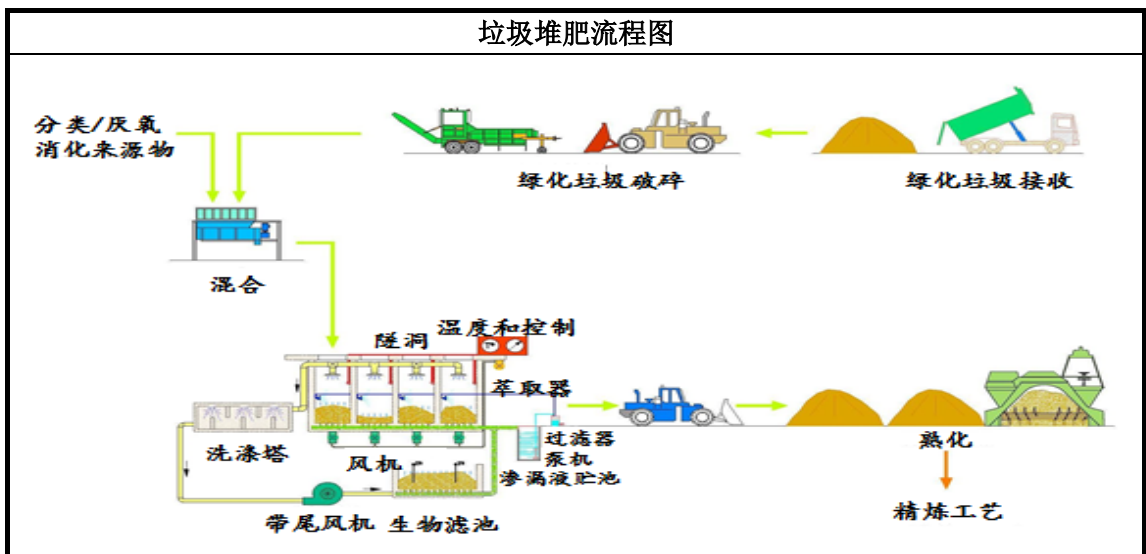 垃圾堆肥流程图
分类/厌氧
消化来源物
绿化垃圾破碎
绿化垃圾接收
混合
隧洞
温度和控制
萃取器
洗涤塔
风机
过滤器
泵机
渗漏液贮池
熟化
带尾风机
生物滤池
精炼工艺